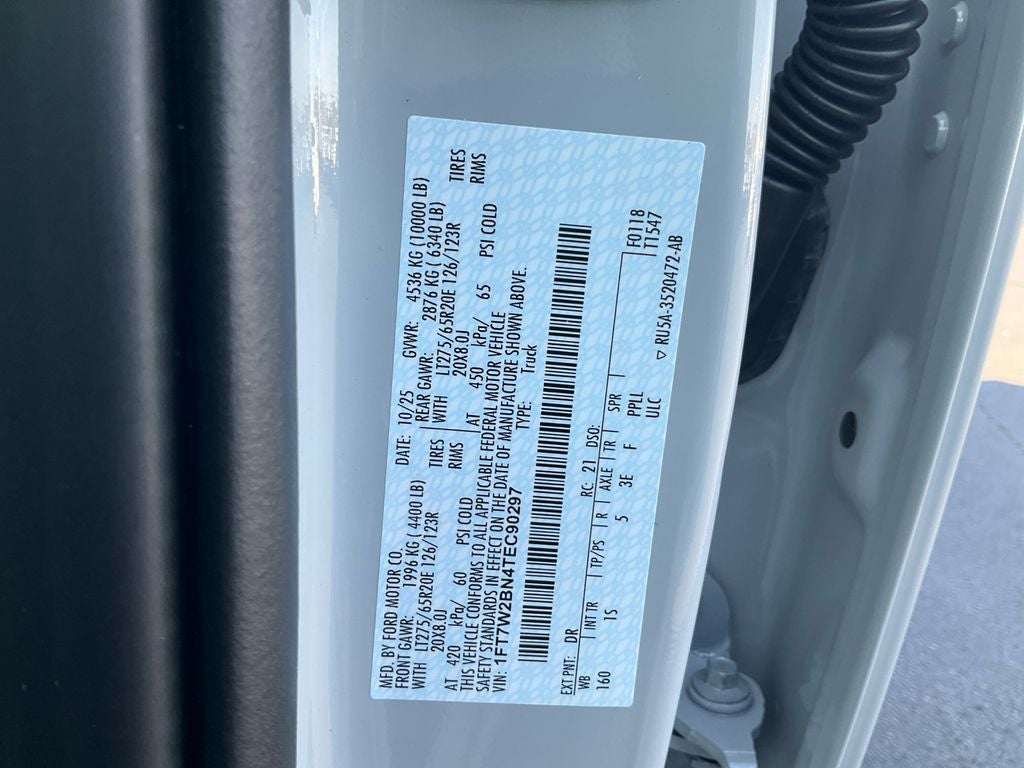 MFD. BY FORD MOTOR CO. DATE: 10/25 GVWR: 4536 KG (10000 LB)
FRONT GAWR: 1996 KG (4400 LB) REAR GAWR: 2876 KG ( 6340 LB)
WITH LT275/65R20E 126/123R TIRES WITH LT275/65R20E 126/123R TIRES
20X8.0J RIMS 20X8.0J RIMS
AT 420 kPa/ 60 PSI COLD AT 450 kPa/ 65 PSI COLD
THIS VEHICLE CONFORMS TO ALL APPLICABLE FEDERAL MOTOR VEHICLE
SAFETY STANDARDS IN EFFECT ON THE DATE OF MANUFACTURE SHOWN ABOVE.
VIN: 1FT7W2BN4TEC90297 TYPE: Truck
EXT PNT: DR RC: 21 DSO: F0118
WB INTR TP/PS R AXLE TR SPR T1547
160 1S 5 3E F PPLL
ULC ▽ RU5A-3520472-AB